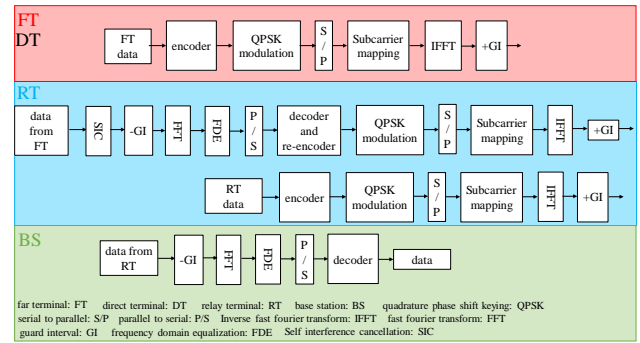 FT
DT
FT data
encoder
QPSK modulation
S / P
Subcarrier mapping
IFFT
+GI
RT
data from FT
SIC
-GI
FFT
FDE
P / S
decoder and re-encoder
QPSK modulation
S / P
Subcarrier mapping
IFFT
+GI
RT data
encoder
QPSK modulation
S / P
Subcarrier mapping
IFFT
+GI
BS
data from RT
-GI
FFT
FDE
P / S
decoder
data
far terminal: FT direct terminal: DT relay terminal: RT base station: BS quadrature phase shift keying: QPSK
serial to parallel: S/P parallel to serial: P/S Inverse fast fourier transform: IFFT fast fourier transform: FFT
guard interval: GI frequency domain equalization: FDE Self interference cancellation: SIC